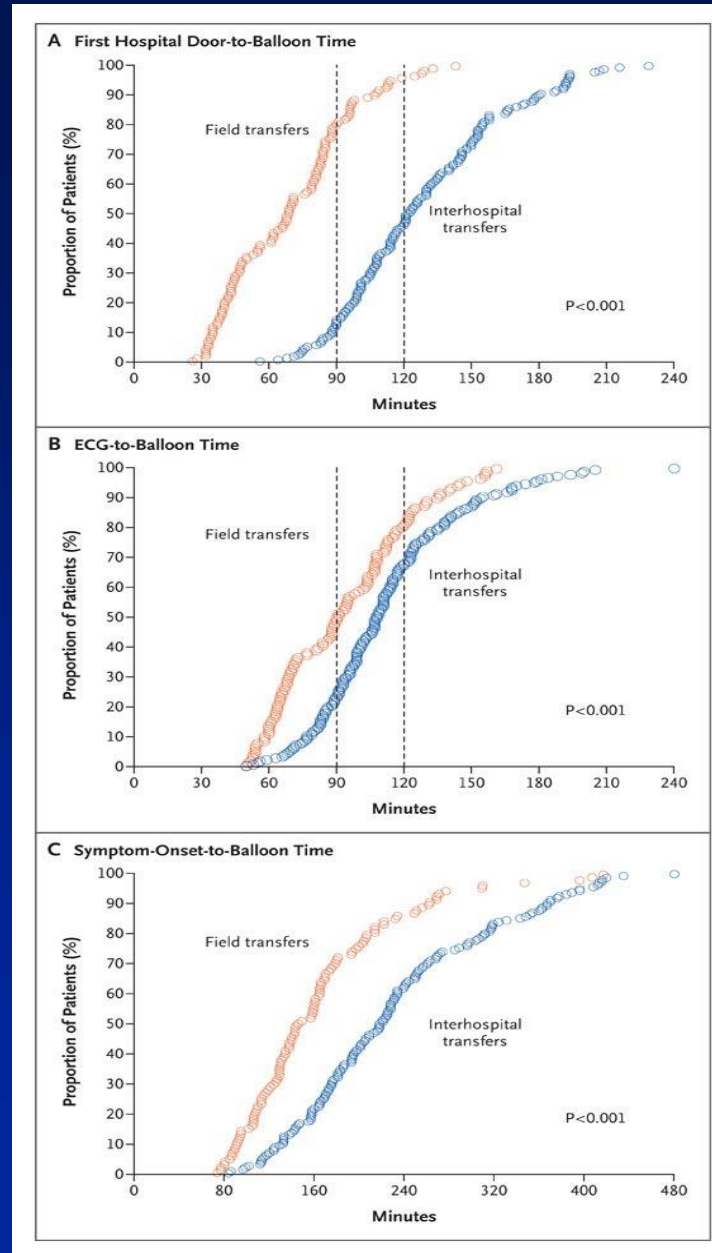 A First Hospital Door-to-Balloon Time
Proportion of Patients (%)
100
90
80
70
60
50
40
30
20
10
0
Field transfers
Interhospital
transfers
P<0.001
0 30 60 90 120 150 180 210 240
Minutes
B ECG-to-Balloon Time
Proportion of Patients (%)
100
90
80
70
60
50
40
30
20
10
0
Field transfers
Interhospital
transfers
P<0.001
0 30 60 90 120 150 180 210 240
Minutes
C Symptom-Onset-to-Balloon Time
Proportion of Patients (%)
100
90
80
70
60
50
40
30
20
10
0
Field transfers
Interhospital
transfers
P<0.001
0 80 160 240 320 400 480
Minutes